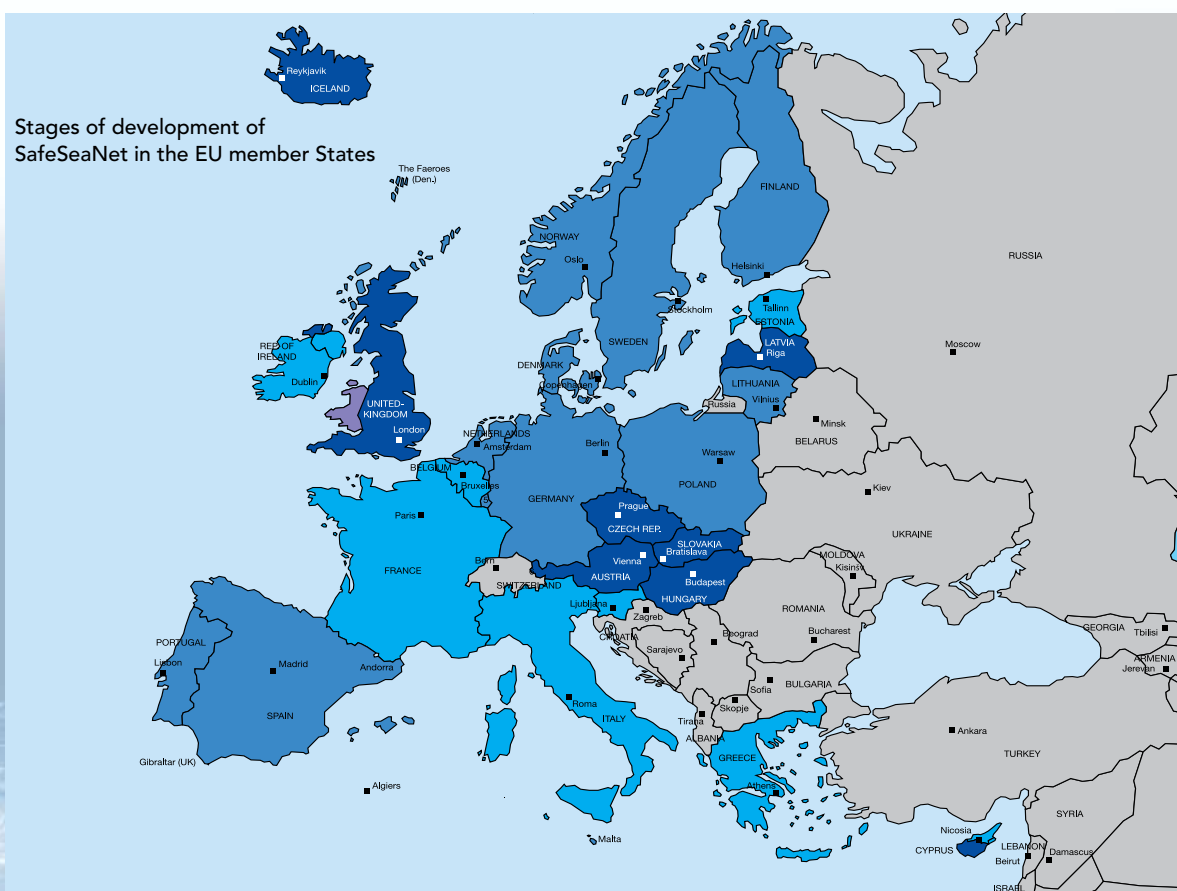 Reykjavik
ICELAND
Stages of development of
SafeSeaNet in the EU member States
The Faeroes
(Den.)
FINLAND
NORWAY
Oslo
Helsinki
RUSSIA
Stockholm
Tallinn
ESTONIA
SWEDEN
LATVIA
Riga
Moscow
REP. OF
IRELAND
Dublin
DENMARK
Copenhagen
LITHUANIA
Vilnius
Russia
UNITED-
KINGDOM
London
Minsk
BELARUS
NETHERLANDS
Amsterdam
Berlin
Warsaw
BELGIUM
Bruxelles
POLAND
GERMANY
Kiev
Paris
Prague
CZECH REP.
UKRAINE
SLOVAKIA
Bratislava
Vienna
AUSTRIA
MOLDOVA
Kisinsv
FRANCE
Bern
SWITZERLAND
Budapest
HUNGARY
Ljubljana
Zagreb
ROMANIA
CROATIA
Beograd
Bucharest
GEORGIA
Tbilisi
PORTUGAL
Lisbon
Madrid
Andorra
Sarajevo
ARMENIA
Jerevan
Sofia
BULGARJA
Skopje
SPAIN
Roma
ITALY
Tirana
ALBANIA
Ankara
TURKEY
Gibraltar (UK)
GREECE
Athens
Algiers
SYRIA
Malta
Nicosia
CYPRUS
LEBANON
Beirut
Damascus
ISRAEL